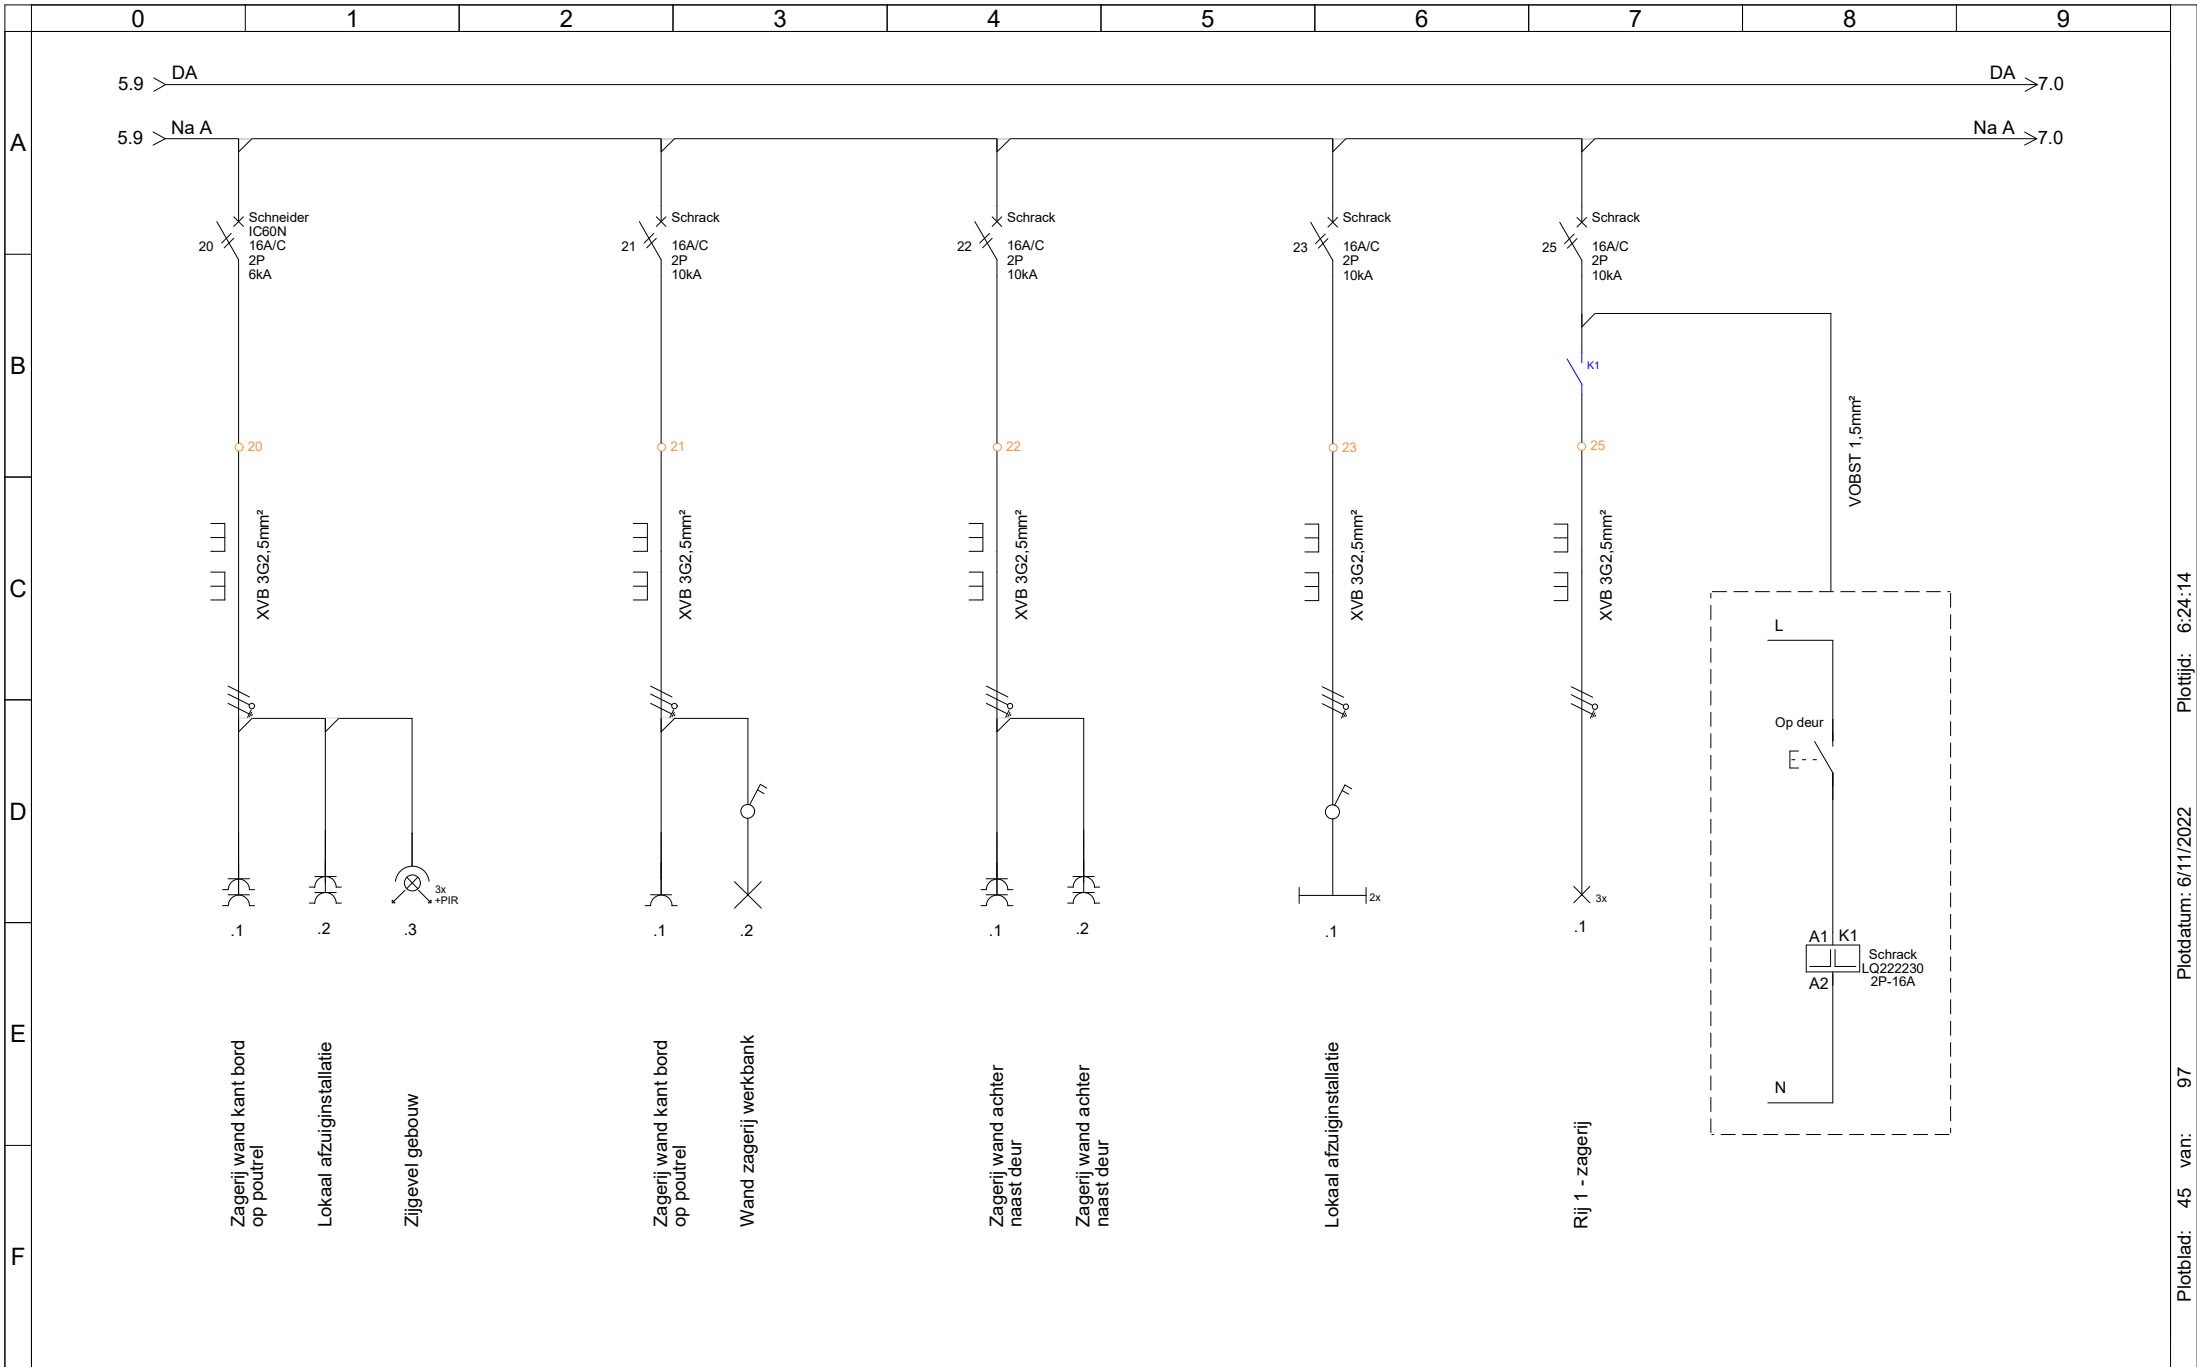 0 1 2 3 4 5 6 7 8 9
A
B
C
D
E
F
5.9 DA DA 7.0
5.9 Na A Na A 7.0
20
Schneider
IC60N
16A/C
2P
6kA
21
Schrack
16A/C
2P
10kA
22
Schrack
16A/C
2P
10kA
23
Schrack
16A/C
2P
10kA
25
Schrack
16A/C
2P
10kA
K1
20
21
22
23
25
VOBST 1,5mm²
XVB 3G2,5mm²
XVB 3G2,5mm²
XVB 3G2,5mm²
XVB 3G2,5mm²
XVB 3G2,5mm²
L
Op deur
3x
+PIR
2x
3x
.1 .2 .3 .1 .2 .1 .2 .1 .1
A1 K1
Schrack
LQ222230
2P-16A
A2
N
Zagerij wand kant bord
op poutrel
Lokaal afzuiginstallatie
Zijgevel gebouw
Zagerij wand kant bord
op poutrel
Wand zagerij werkbank
Zagerij wand achter
naast deur
Zagerij wand achter
naast deur
Lokaal afzuiginstallatie
Rij 1 - zagerij
Plotblad: 45 van: 97 Plotdatum: 6/11/2022 Plottijd: 6:24:14